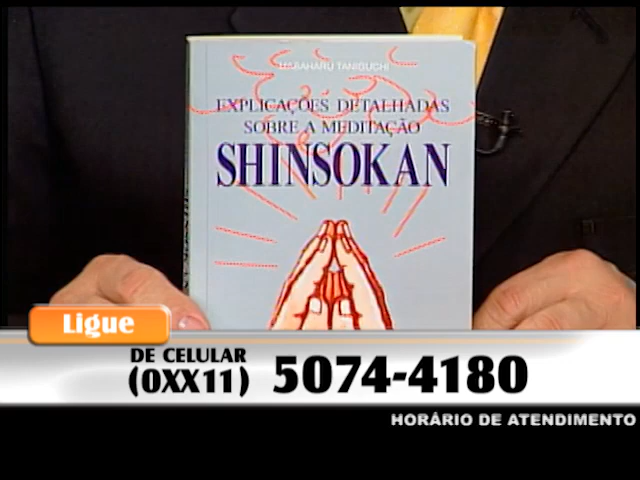 MASAHARU TANIGUCHI
EXPLICAÇÕES DETALHADAS
SOBRE A MEDITAÇÃO
SHINSOKAN
Ligue
DE CELULAR
(0XX11) 5074-4180
HORÁRIO DE ATENDIMENTO